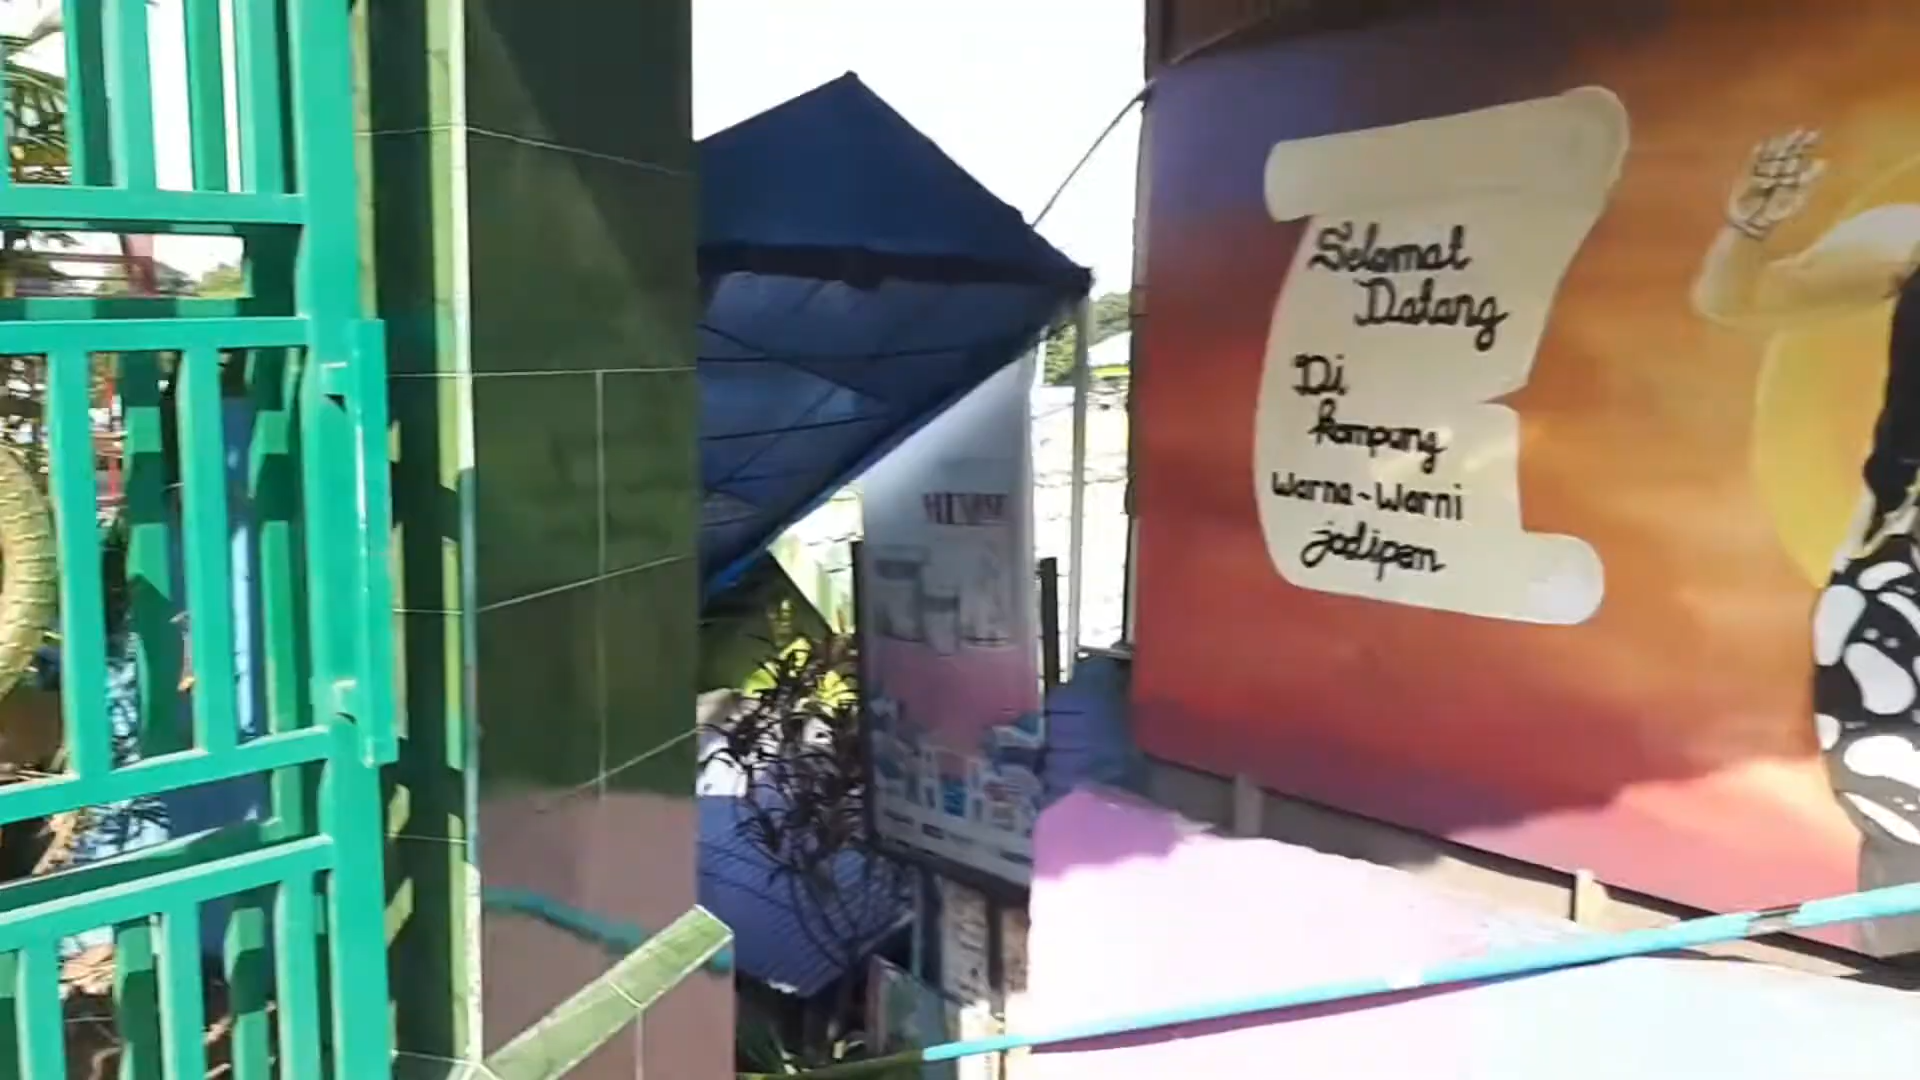 Selamat
Datang
Di
kampung
Warna-Warni
jodipan